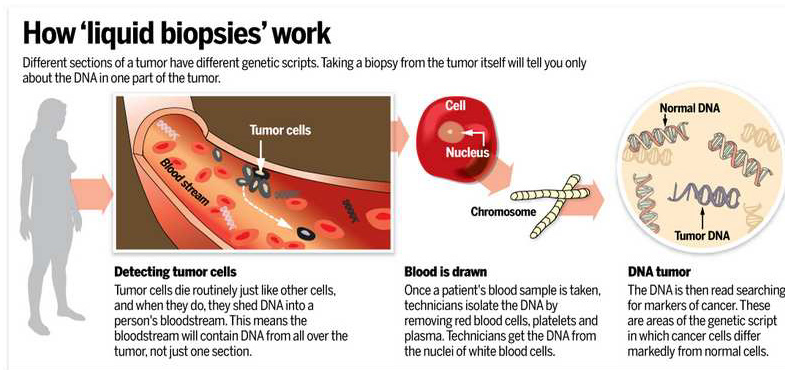 How ‘liquid biopsies’ work
Different sections of a tumor have different genetic scripts. Taking a biopsy from the tumor itself will tell you only
about the DNA in one part of the tumor.
Tumor cells
Blood stream
Cell
Nucleus
Chromosome
Normal DNA
Tumor DNA
Detecting tumor cells
Tumor cells die routinely just like other cells,
and when they do, they shed DNA into a
person's bloodstream. This means the
bloodstream will contain DNA from all over the
tumor, not just one section.
Blood is drawn
Once a patient's blood sample is taken,
technicians isolate the DNA by
removing red blood cells, platelets and
plasma. Technicians get the DNA from
the nuclei of white blood cells.
DNA tumor
The DNA is then read searching
for markers of cancer. These
are areas of the genetic script
in which cancer cells differ
markedly from normal cells.